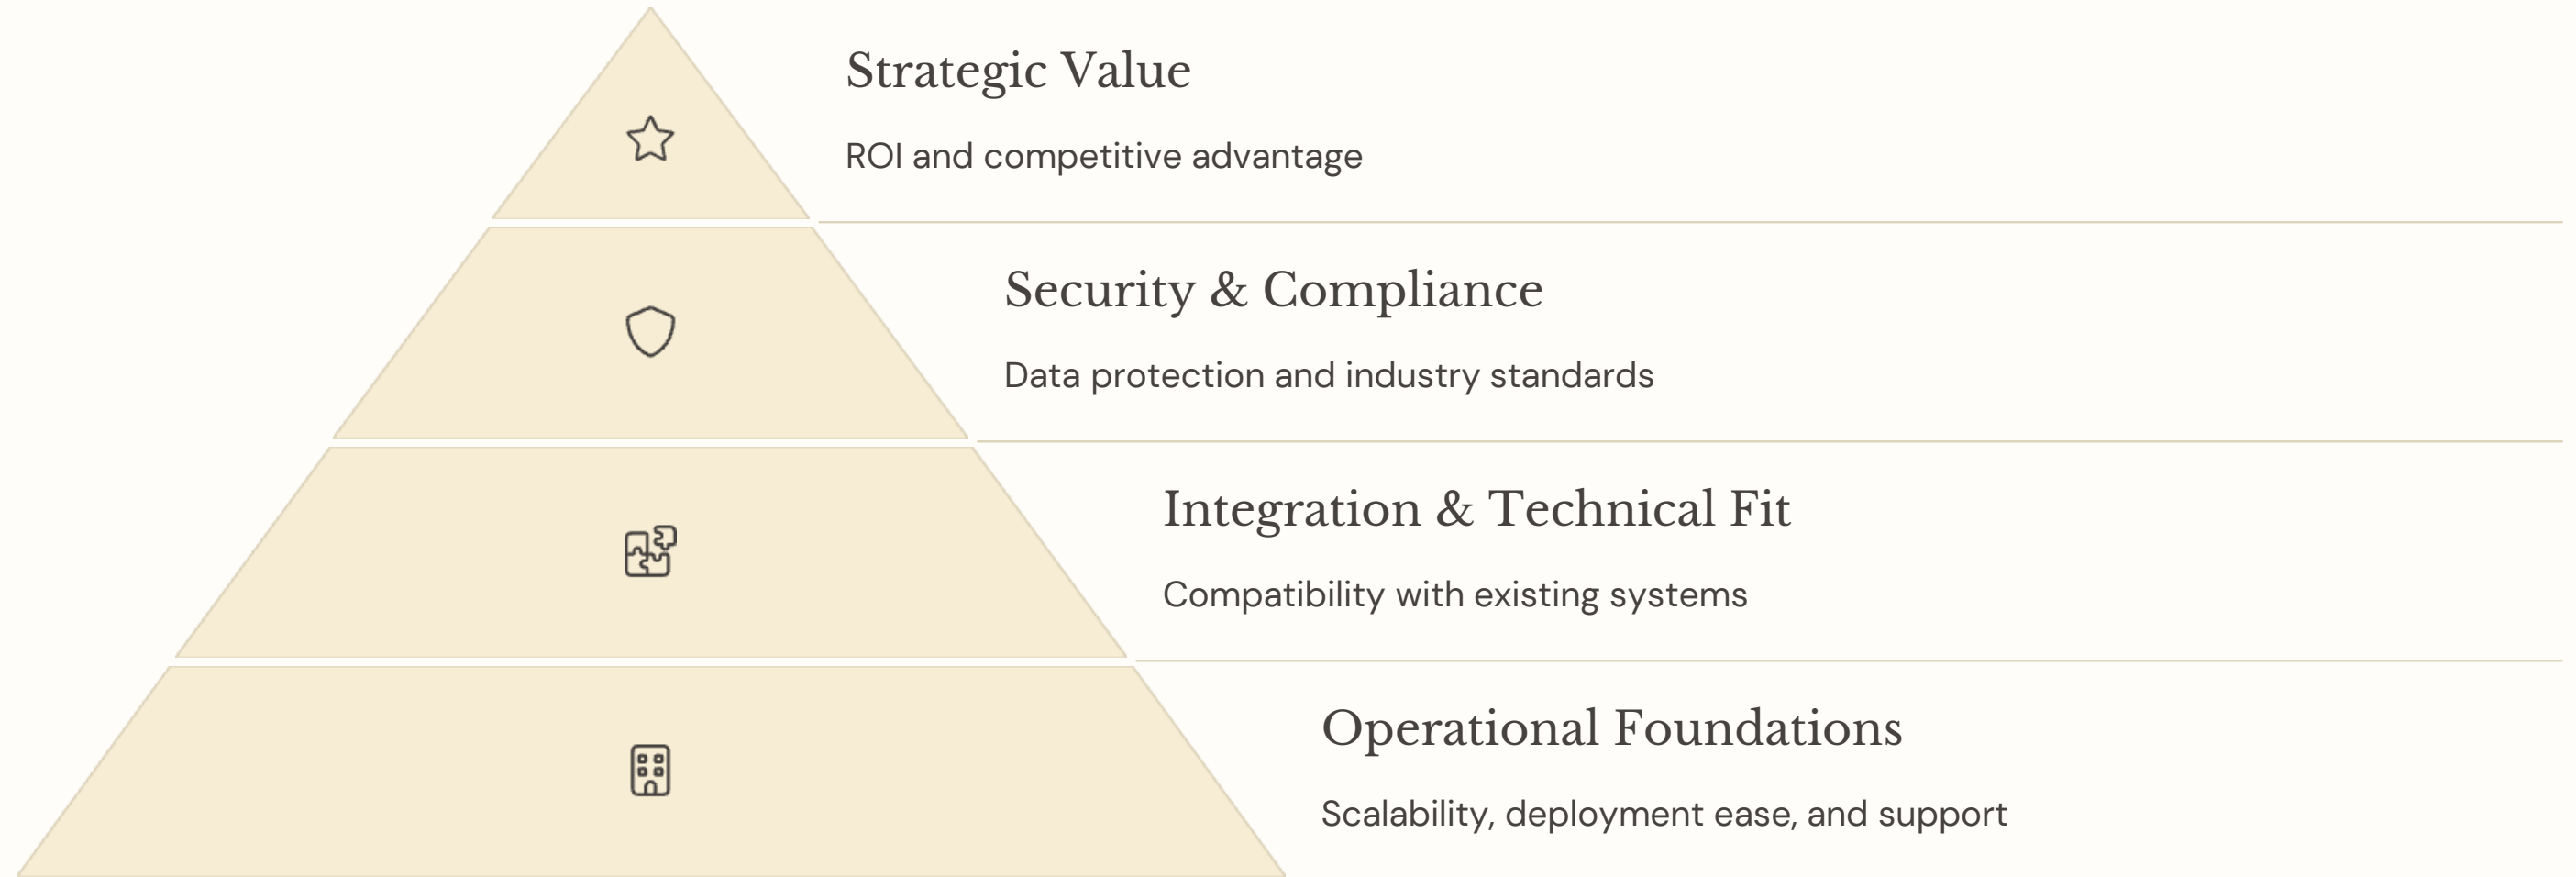 Strategic Value
ROI and competitive advantage
Security & Compliance
Data protection and industry standards
Integration & Technical Fit
Compatibility with existing systems
Operational Foundations
Scalability, deployment ease, and support